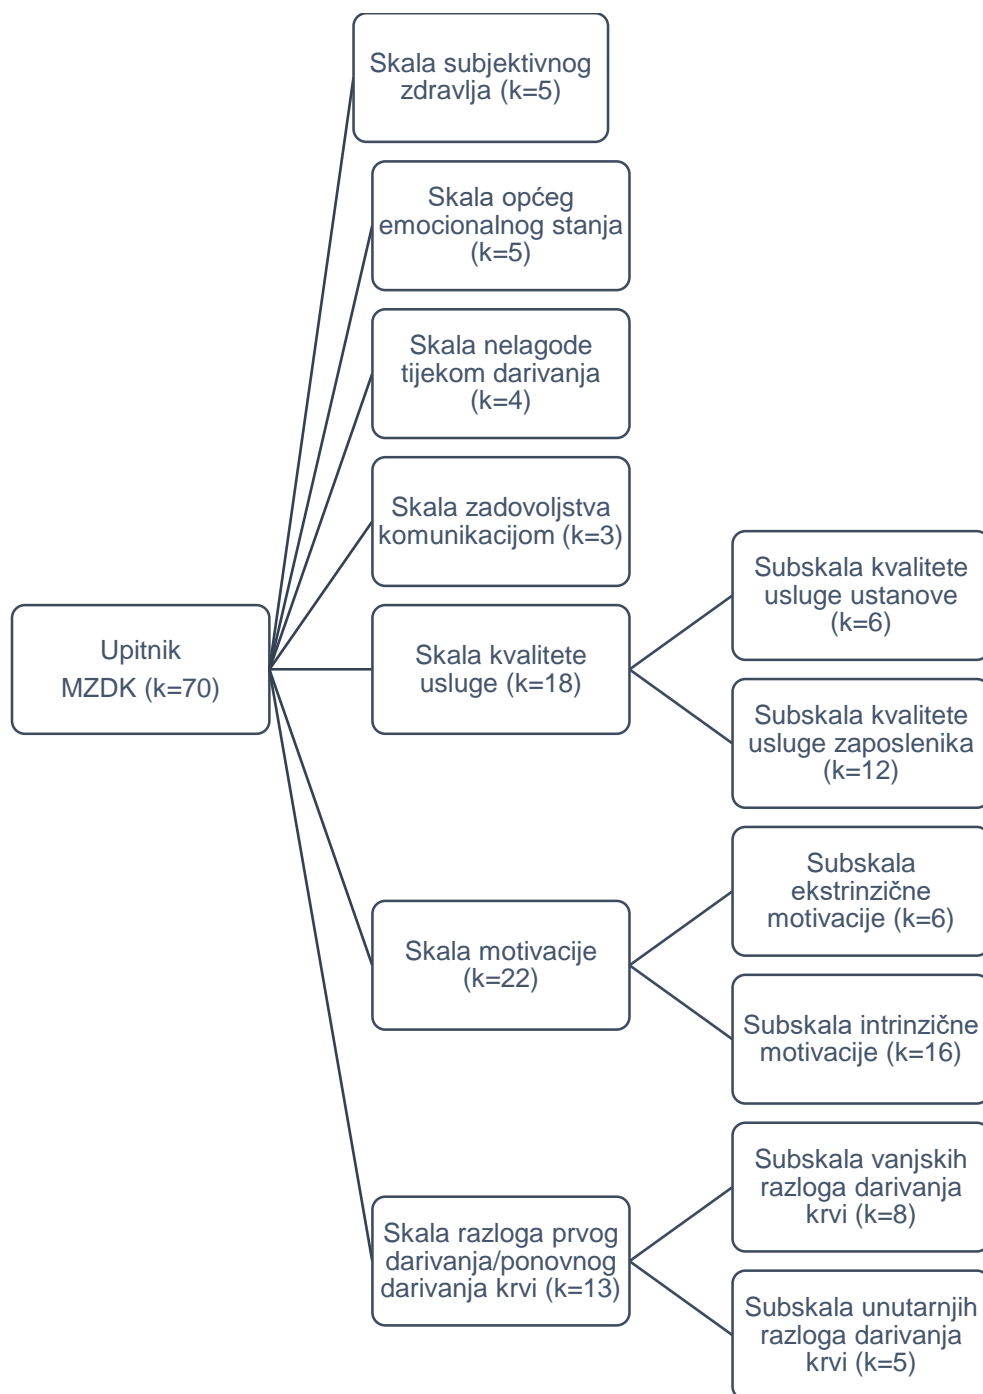 Skala subjektivnog
zdravlja (k=5)
Skala općeg
emocionalnog stanja
(k=5)
Skala nelagode
tijekom darivanja
(k=4)
Skala zadovoljstva
komunikacijom (k=3)
Upitnik
MZDK (k=70)
Skala kvalitete
usluge (k=18)
Subskala kvalitete
usluge ustanove
(k=6)
Subskala kvalitete
usluge zaposlenika
(k=12)
Skala motivacije
(k=22)
Subskala
ekstrinzične
motivacije (k=6)
Subskala intrinzične
motivacije (k=16)
Skala razloga prvog
darivanja/ponovnog
darivanja krvi (k=13)
Subskala vanjskih
razloga darivanja
krvi (k=8)
Subskala unutarnjih
razloga darivanja
krvi (k=5)